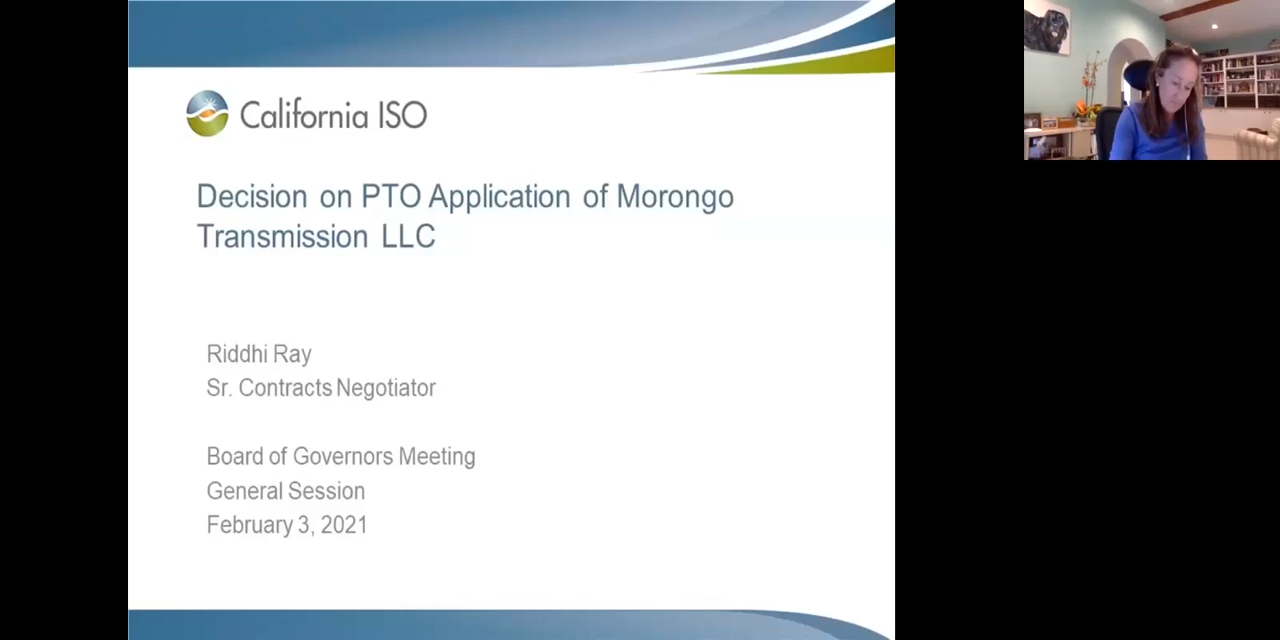 California ISO
Decision on PTO Application of Morongo
Transmission LLC
Riddhi Ray
Sr. Contracts Negotiator
Board of Governors Meeting
General Session
February 3, 2021